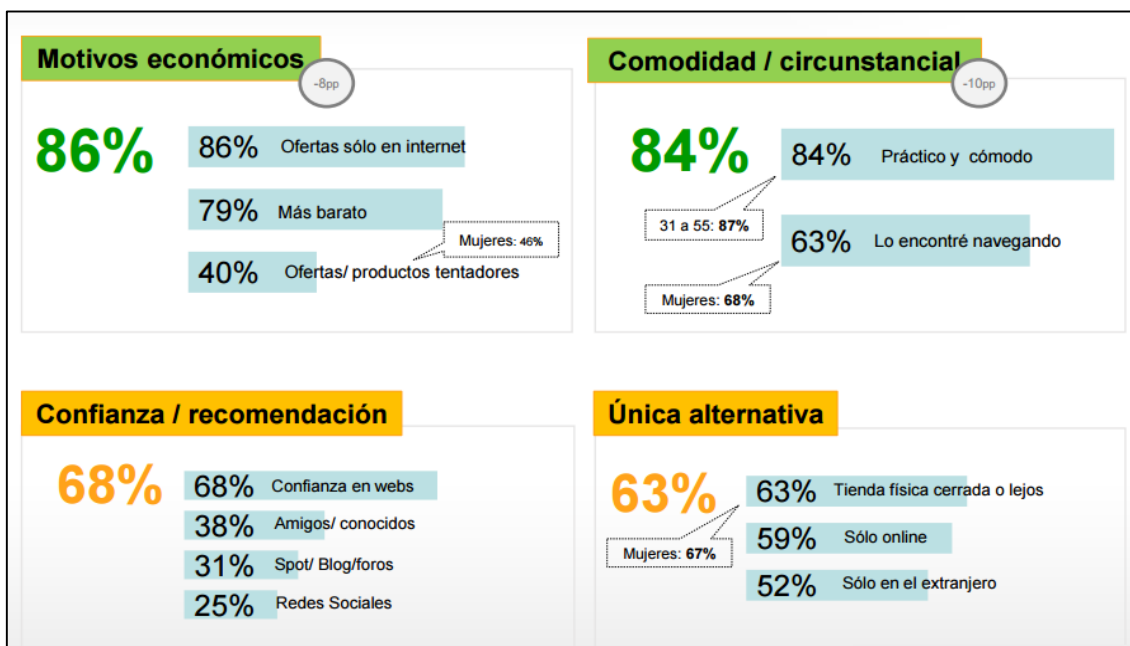 Motivos económicos
-8pp
86%
86% Ofertas sólo en internet
79% Más barato
Mujeres: 46%
40% Ofertas/ productos tentadores
Comodidad / circunstancial
-10pp
84%
84% Práctico y cómodo
31 a 55: 87%
63% Lo encontré navegando
Mujeres: 68%
Confianza / recomendación
68%
68% Confianza en webs
38% Amigos/ conocidos
31% Spot/ Blog/foros
25% Redes Sociales
Única alternativa
63%
63% Tienda física cerrada o lejos
Mujeres: 67%
59% Sólo online
52% Sólo en el extranjero